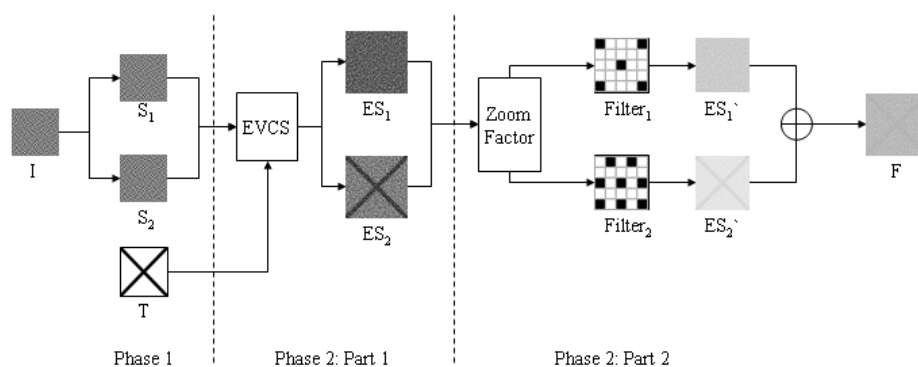 I
S1
S2
T
EVCS
ES1
ES2
Zoom
Factor
Filter1
Filter2
ES1`
ES2`
F
Phase 1
Phase 2: Part 1
Phase 2: Part 2